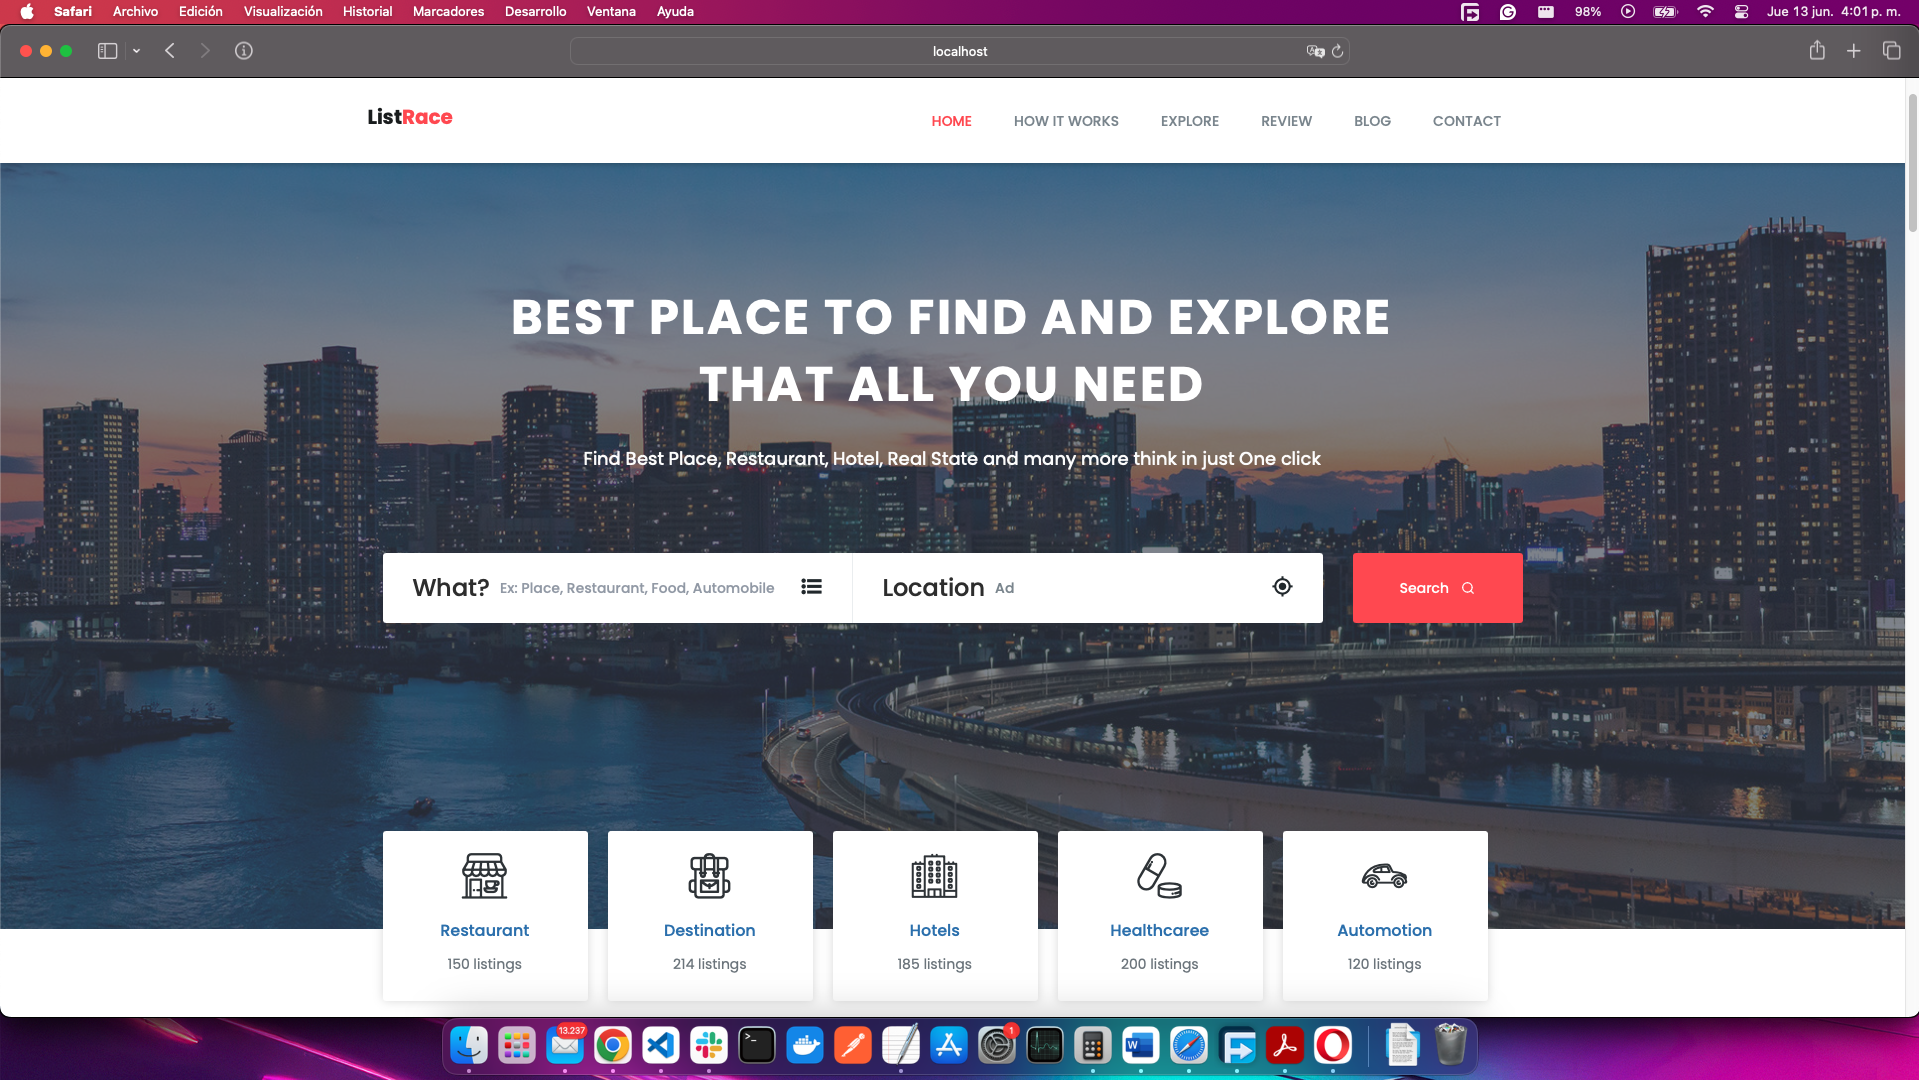 Safari Archivo Edición Visualización Historial Marcadores Desarrollo Ventana Ayuda 98% Jue 13 jun. 4:01 p. m.
localhost
ListRace HOME HOW IT WORKS EXPLORE REVIEW BLOG CONTACT
BEST PLACE TO FIND AND EXPLORE
THAT ALL YOU NEED
Find Best Place, Restaurant, Hotel, Real State and many more think in just One click
What? Ex: Place, Restaurant, Food, Automobile Location Ad Search
Restaurant Destination Hotels Healthcaree Automotion
150 listings 214 listings 185 listings 200 listings 120 listings
13.237 1